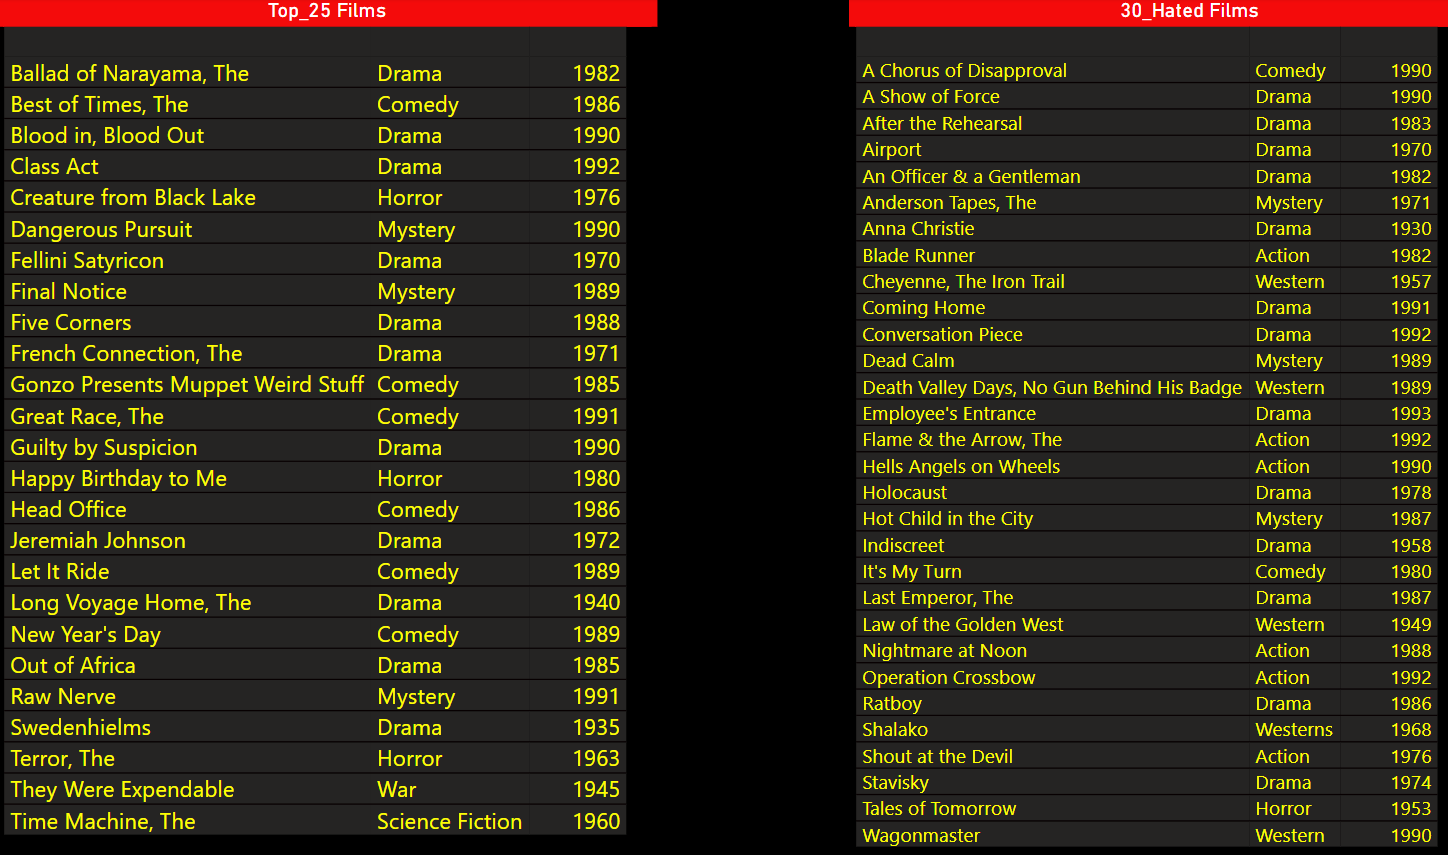 Top_25 Films
Ballad of Narayama, The Drama 1982
Best of Times, The Comedy 1986
Blood in, Blood Out Drama 1990
Class Act Drama 1992
Creature from Black Lake Horror 1976
Dangerous Pursuit Mystery 1990
Fellini Satyricon Drama 1970
Final Notice Mystery 1989
Five Corners Drama 1988
French Connection, The Drama 1971
Gonzo Presents Muppet Weird Stuff Comedy 1985
Great Race, The Comedy 1991
Guilty by Suspicion Drama 1990
Happy Birthday to Me Horror 1980
Head Office Comedy 1986
Jeremiah Johnson Drama 1972
Let It Ride Comedy 1989
Long Voyage Home, The Drama 1940
New Year's Day Comedy 1989
Out of Africa Drama 1985
Raw Nerve Mystery 1991
Swedenhielms Drama 1935
Terror, The Horror 1963
They Were Expendable War 1945
Time Machine, The Science Fiction 1960
30_Hated Films
A Chorus of Disapproval Comedy 1990
A Show of Force Drama 1990
After the Rehearsal Drama 1983
Airport Drama 1970
An Officer & a Gentleman Drama 1982
Anderson Tapes, The Mystery 1971
Anna Christie Drama 1930
Blade Runner Action 1982
Cheyenne, The Iron Trail Western 1957
Coming Home Drama 1991
Conversation Piece Drama 1992
Dead Calm Mystery 1989
Death Valley Days, No Gun Behind His Badge Western 1989
Employee's Entrance Drama 1993
Flame & the Arrow, The Action 1992
Hells Angels on Wheels Action 1990
Holocaust Drama 1978
Hot Child in the City Mystery 1987
Indiscreet Drama 1958
It's My Turn Comedy 1980
Last Emperor, The Drama 1987
Law of the Golden West Western 1949
Nightmare at Noon Action 1988
Operation Crossbow Action 1992
Ratboy Drama 1986
Shalako Westerns 1968
Shout at the Devil Action 1976
Stavisky Drama 1974
Tales of Tomorrow Horror 1953
Wagonmaster Western 1990